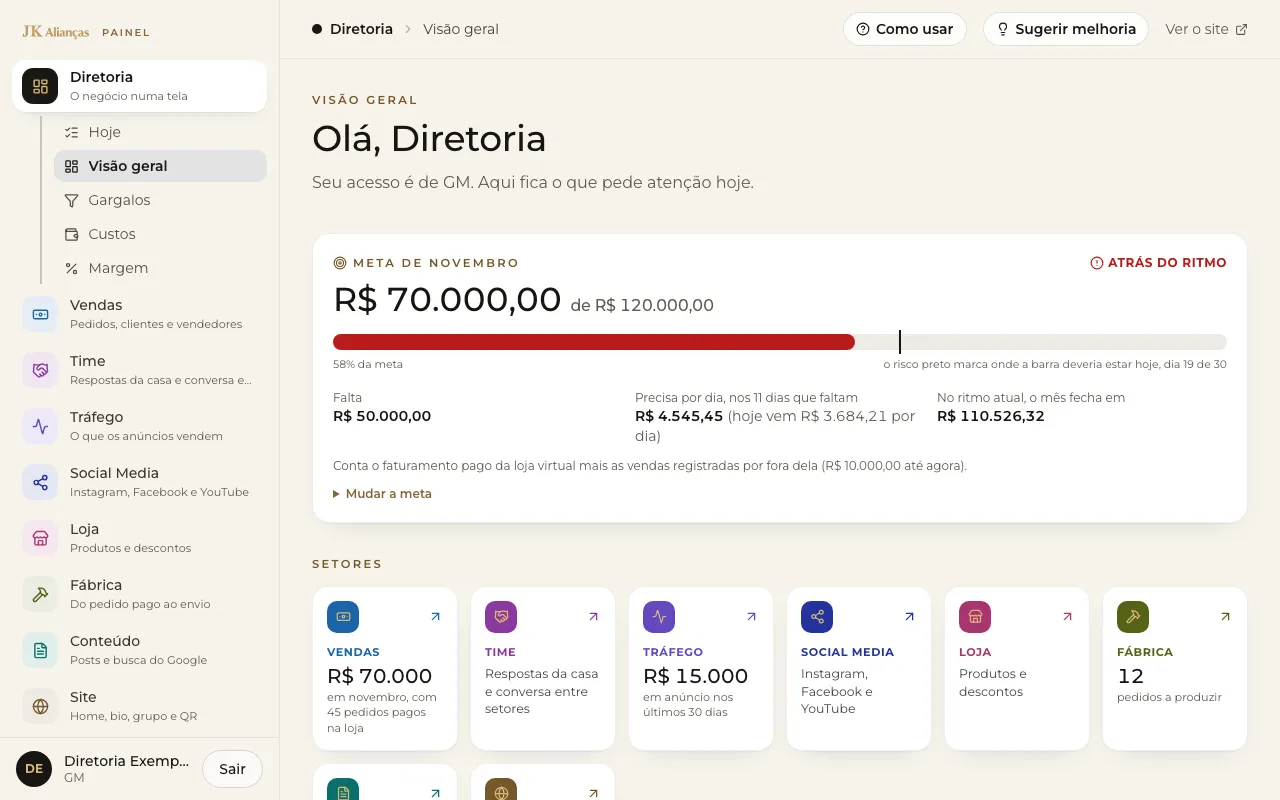 JK Alianças PAINEL
Diretoria
O negócio numa tela
Hoje
Visão geral
Gargalos
Custos
Margem
Vendas
Pedidos, clientes e vendedores
Time
Respostas da casa e conversa e...
Tráfego
O que os anúncios vendem
Social Media
Instagram, Facebook e YouTube
Loja
Produtos e descontos
Fábrica
Do pedido pago ao envio
Conteúdo
Posts e busca do Google
Site
Home, bio, grupo e QR
DE
Diretoria Exemp...
GM
Sair
Diretoria
Visão geral
Como usar
Sugerir melhoria
Ver o site
VISÃO GERAL
Olá, Diretoria
Seu acesso é de GM. Aqui fica o que pede atenção hoje.
META DE NOVEMBRO
ATRÁS DO RITMO
R$ 70.000,00 de R$ 120.000,00
58% da meta
o risco preto marca onde a barra deveria estar hoje, dia 19 de 30
Falta
R$ 50.000,00
Precisa por dia, nos 11 dias que faltam
R$ 4.545,45 (hoje vem R$ 3.684,21 por
dia)
No ritmo atual, o mês fecha em
R$ 110.526,32
Conta o faturamento pago da loja virtual mais as vendas registradas por fora dela (R$ 10.000,00 até agora).
Mudar a meta
SETORES
VENDAS
R$ 70.000
em novembro, com
45 pedidos pagos
na loja
TIME
Respostas da casa
e conversa entre
setores
TRÁFEGO
R$ 15.000
em anúncio nos
últimos 30 dias
SOCIAL MEDIA
Instagram,
Facebook e
YouTube
LOJA
Produtos e
descontos
FÁBRICA
12
pedidos a produzir